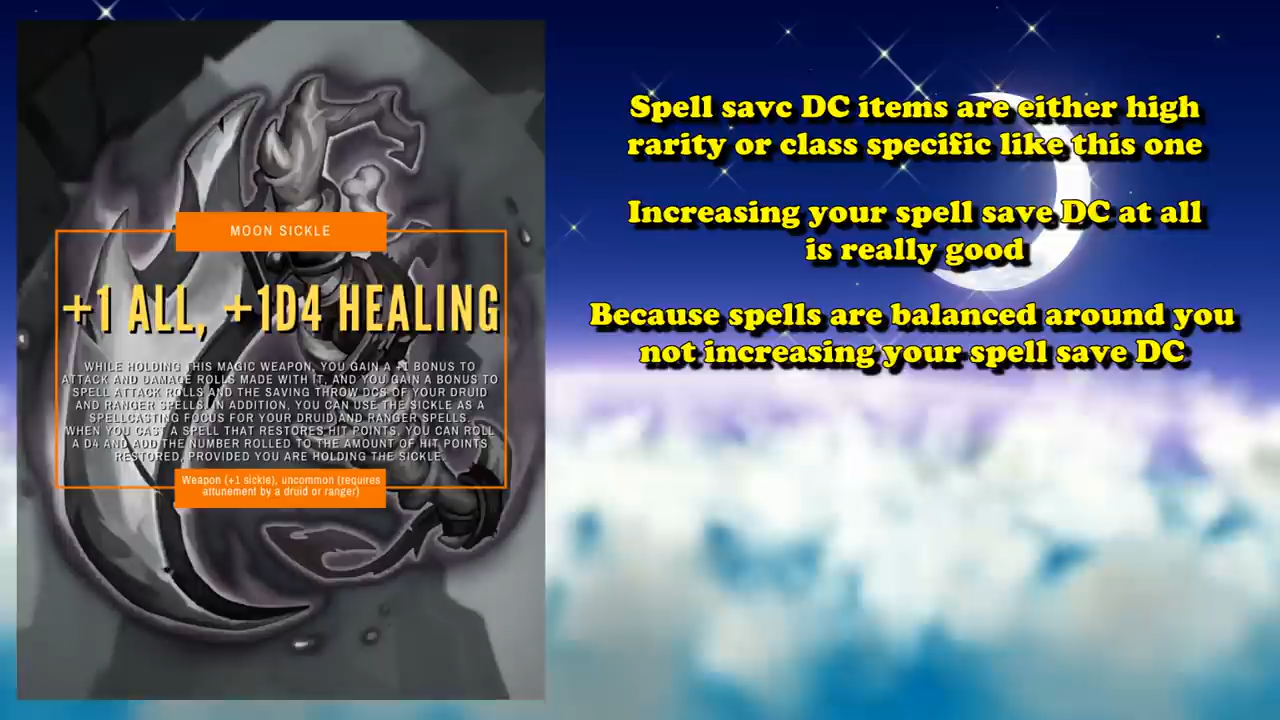 MOON SICKLE
+1 ALL, +1D4 HEALING
WHILE HOLDING THIS MAGIC WEAPON, YOU GAIN A +1 BONUS TO
ATTACK AND DAMAGE ROLLS MADE WITH IT, AND YOU GAIN A BONUS TO
SPELL ATTACK ROLLS AND THE SAVING THROW DCS OF YOUR DRUID
AND RANGER SPELLS. IN ADDITION, YOU CAN USE THE SICKLE AS A
SPELLCASTING FOCUS FOR YOUR DRUID AND RANGER SPELLS.
WHEN YOU CAST A SPELL THAT RESTORES HIT POINTS, YOU CAN ROLL
A D4 AND ADD THE NUMBER ROLLED TO THE AMOUNT OF HIT POINTS
RESTORED, PROVIDED YOU ARE HOLDING THE SICKLE.
Weapon (+1 sickle), uncommon (requires
attunement by a druid or ranger)
Spell savc DC items are either high
rarity or class specific like this one
Increasing your spell save DC at all
is really good
Because spells are balanced around you
not increasing your spell save DC